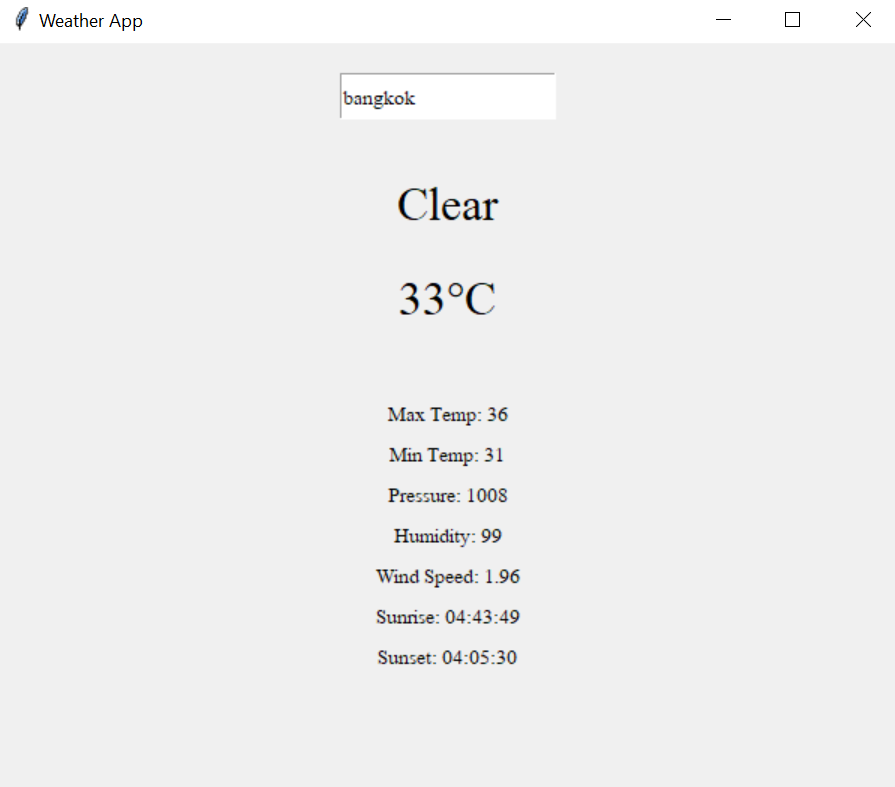 Weather App
bangkok
Clear
33°C
Max Temp: 36
Min Temp: 31
Pressure: 1008
Humidity: 99
Wind Speed: 1.96
Sunrise: 04:43:49
Sunset: 04:05:30